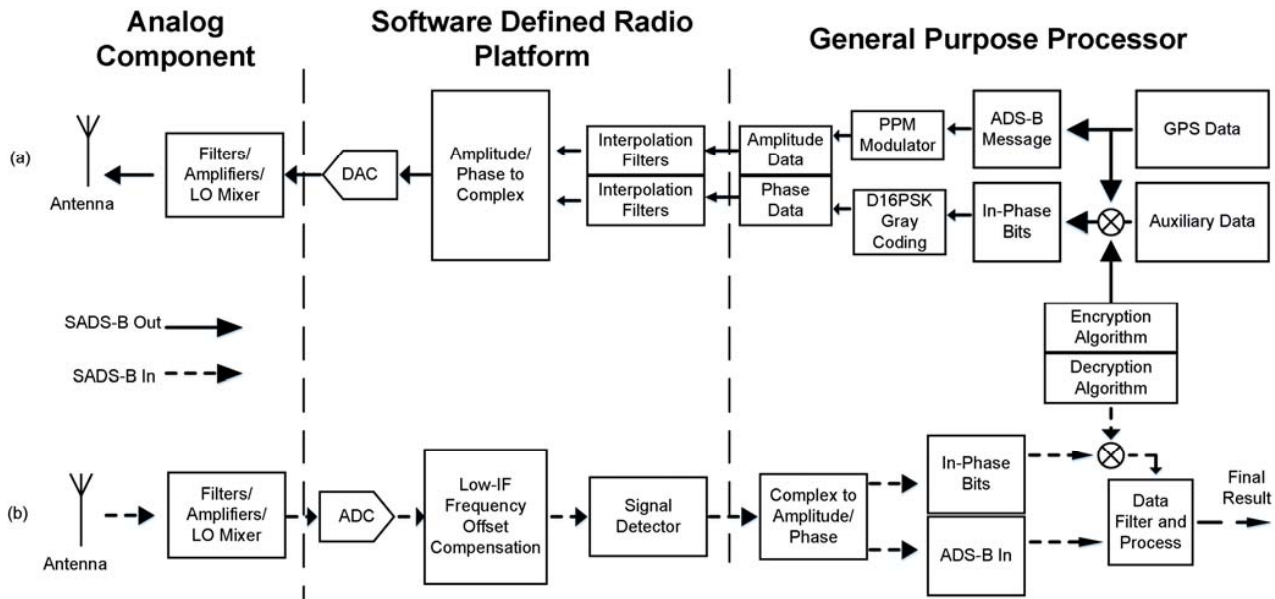 Analog
Component
Software Defined Radio
Platform
General Purpose Processor
(a)
Antenna
Filters/
Amplifiers/
LO Mixer
DAC
Amplitude/
Phase to
Complex
Interpolation
Filters
Interpolation
Filters
Amplitude
Data
Phase
Data
PPM
Modulator
D16PSK
Gray
Coding
ADS-B
Message
In-Phase
Bits
GPS Data
Auxiliary Data
SADS-B Out
SADS-B In
Encryption
Algorithm
Decryption
Algorithm
(b)
Antenna
Filters/
Amplifiers/
LO Mixer
ADC
Low-IF
Frequency
Offset
Compensation
Signal
Detector
Complex to
Amplitude/
Phase
In-Phase
Bits
ADS-B In
Data
Filter and
Process
Final
Result